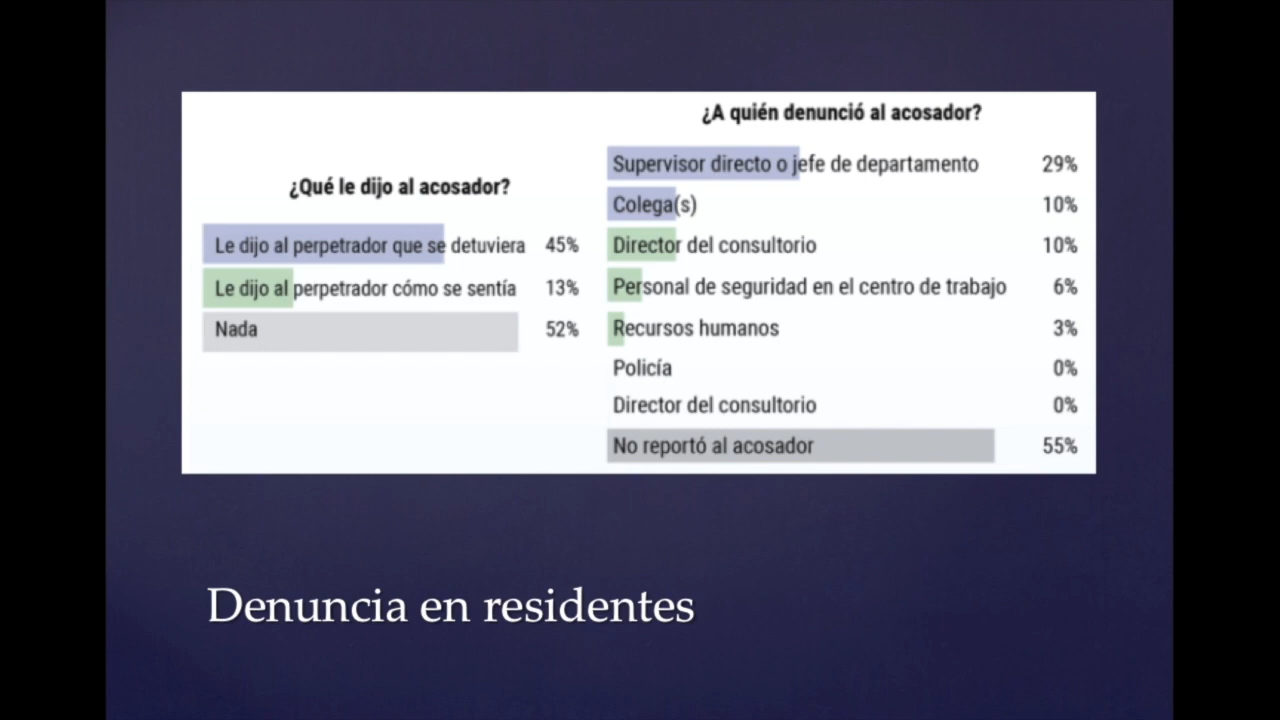 ¿Qué le dijo al acosador?
Le dijo al perpetrador que se detuviera 45%
Le dijo al perpetrador cómo se sentía 13%
Nada 52%
¿A quién denunció al acosador?
Supervisor directo o jefe de departamento 29%
Colega(s) 10%
Director del consultorio 10%
Personal de seguridad en el centro de trabajo 6%
Recursos humanos 3%
Policía 0%
Director del consultorio 0%
No reportó al acosador 55%
Denuncia en residentes